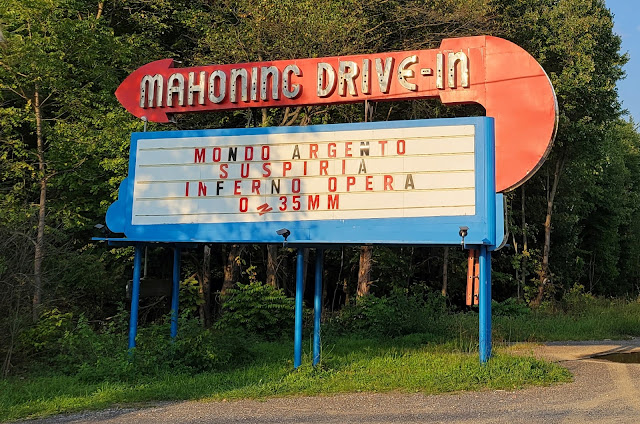 MAHONING DRIVE-IN
MONDO ARGENTO
SUSPIRIA
INFERNO OPERA
ON 35MM